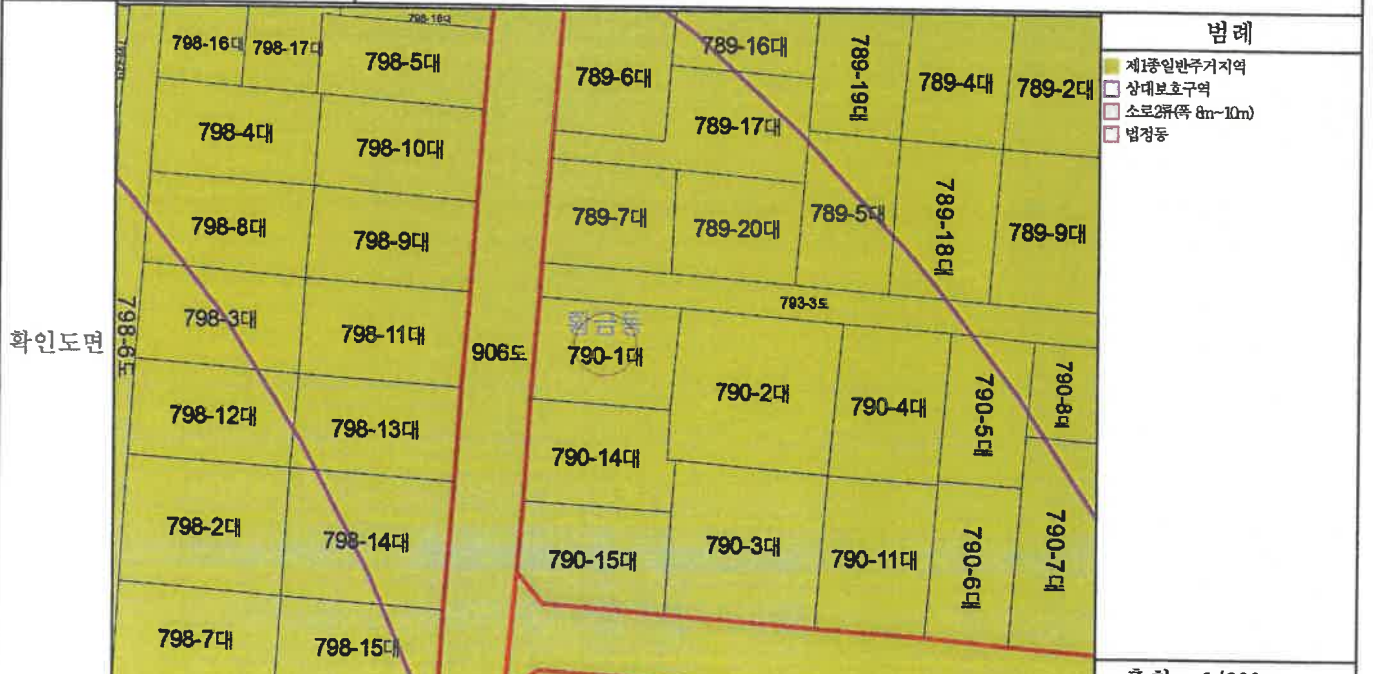 확인도면
798-16대 798-17대 798-5대
789-6대 789-16대 789-19대 789-4대 789-2대
798-4대 798-10대 789-17대
798-8대 798-9대 789-7대 789-20대 789-5대 789-18대 789-9대
793-3도
798-6도 798-3대 798-11대 906도 790-1대
790-2대 790-4대 790-5대 790-8대
798-12대 798-13대 790-14대
798-2대 798-14대 790-15대 790-3대 790-11대 790-6대 790-7대
798-7대 798-15대
범례
제1종일반주거지역
상대보호구역
소로2류(폭 8m~10m)
법정동